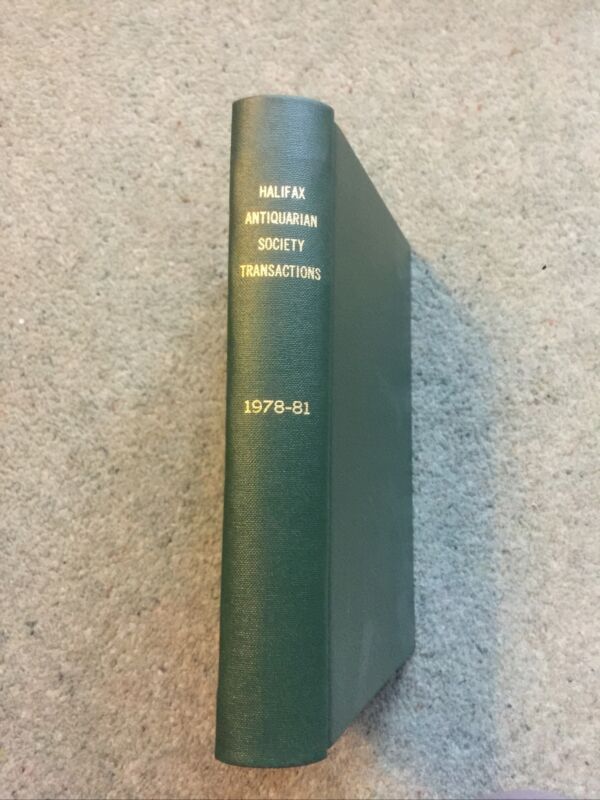 HALIFAX
ANTIQUARIAN
SOCIETY
TRANSACTIONS
1978-81